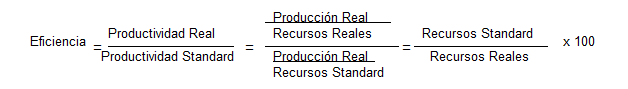 Eficiencia = Productividad Real / Productividad Standard = (Producción Real / Recursos Reales) / (Producción Real / Recursos Standard) = Recursos Standard / Recursos Reales x 100